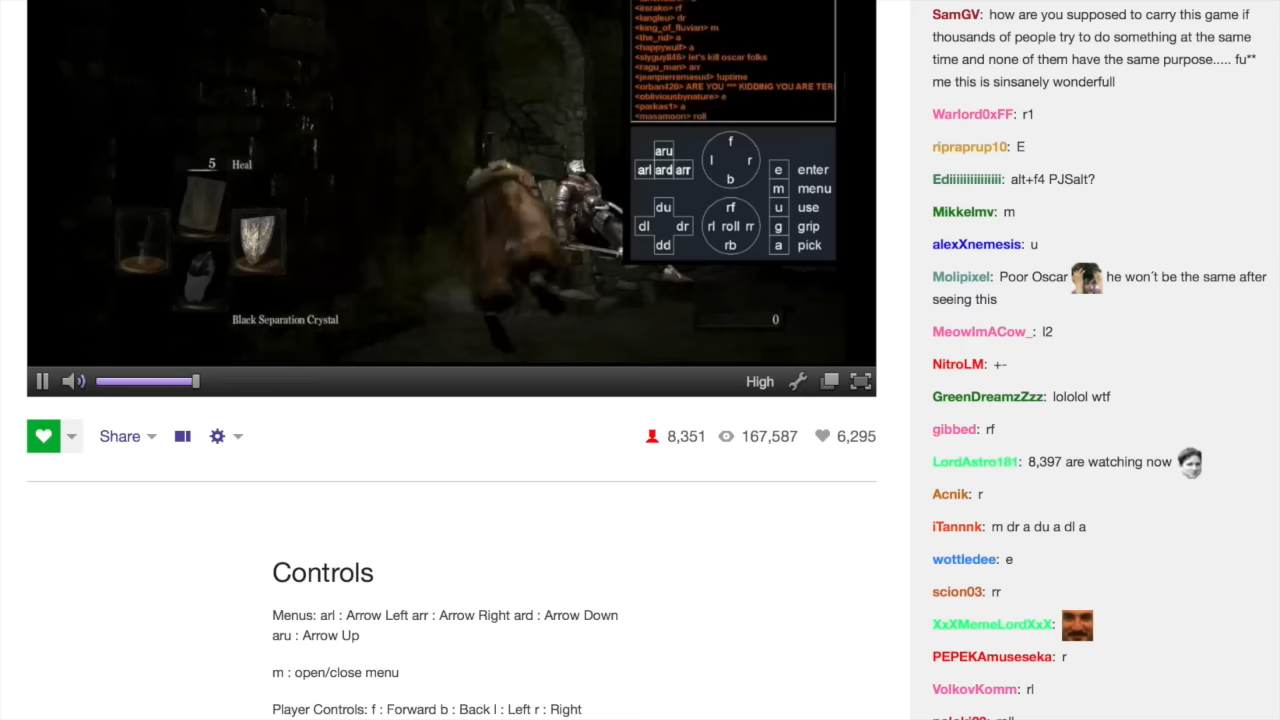 <irsrako> rf
<langleu> dr
<king_of_fluvian> m
<the_rid> a
<happywulf> a
<slyguy846> let's kill oscar folks
<ragu_man> arr
<jeanpierremasud> !uptime
<orban420> ARE YOU *** KIDDING YOU ARE TER
<obliviousbynature> e
<parkas1> a
<masamoon> roll
aru
arl ard arr
f
l r
b
du
dl dr
dd
rf
rl roll rr
rb
e enter
m menu
u use
g grip
a pick
5 Heal
Black Separation Crystal
0
High
Share
8,351 167,587 6,295
Controls
Menus: arl : Arrow Left arr : Arrow Right ard : Arrow Down
aru : Arrow Up
m : open/close menu
Player Controls: f : Forward b : Back l : Left r : Right
SamGV: how are you supposed to carry this game if
thousands of people try to do something at the same
time and none of them have the same purpose..... fu**
me this is sinsanely wonderfull
Warlord0xFF: r1
ripraprup10: E
Ediiiiiiiiiiiiiii: alt+f4 PJSalt?
Mikkelmv: m
alexXnemesis: u
Molipixel: Poor Oscar he won´t be the same after
seeing this
MeowImACow_: l2
NitroLM: +-
GreenDreamzZzz: lololol wtf
gibbed: rf
LordAstro181: 8,397 are watching now
Acnik: r
iTannnk: m dr a du a dl a
wottledee: e
scion03: rr
XxXMemeLordXxX:
PEPEKAmuseseka: r
VolkovKomm: rl